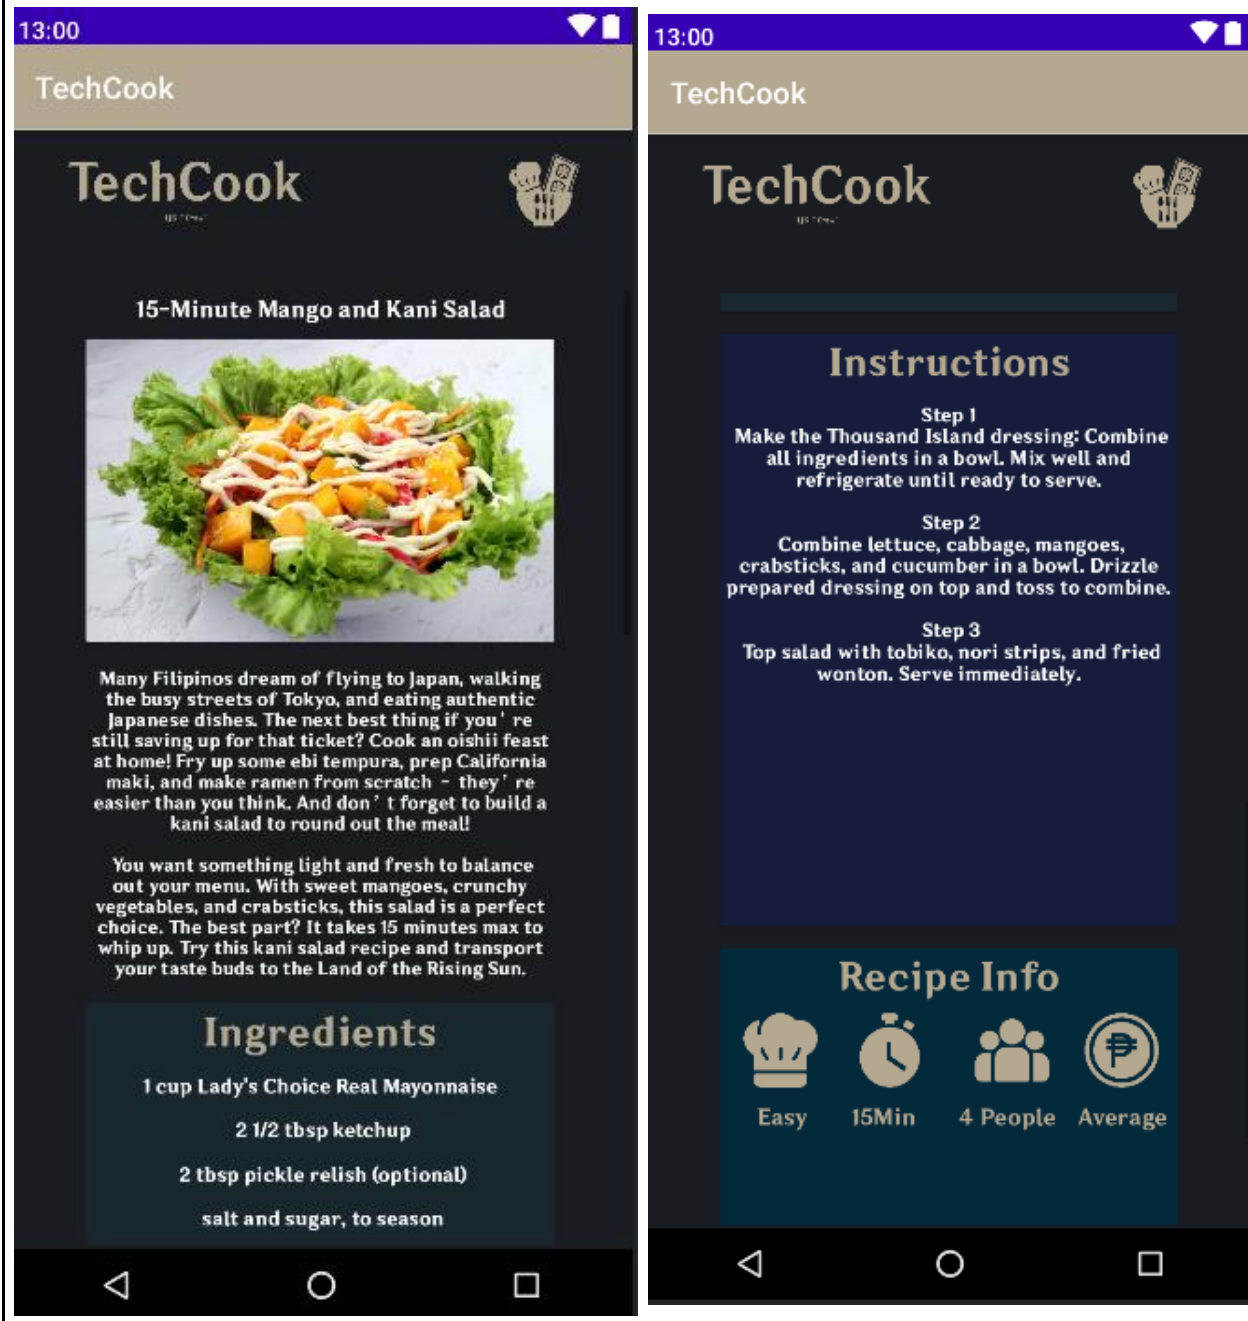 13:00
TechCook
TechCook
15-Minute Mango and Kani Salad
Many Filipinos dream of flying to Japan, walking
the busy streets of Tokyo, and eating authentic
Japanese dishes. The next best thing if you're
still saving up for that ticket? Cook an oishii feast
at home! Fry up some ebi tempura, prep California
maki, and make ramen from scratch - they're
easier than you think. And don't forget to build a
kani salad to round out the meal!
You want something light and fresh to balance
out your menu. With sweet mangoes, crunchy
vegetables, and crabsticks, this salad is a perfect
choice. The best part? It takes 15 minutes max to
whip up. Try this kani salad recipe and transport
your taste buds to the Land of the Rising Sun.
Ingredients
1 cup Lady's Choice Real Mayonnaise
2 1/2 tbsp ketchup
2 tbsp pickle relish (optional)
salt and sugar, to season
13:00
TechCook
TechCook
Instructions
Step 1
Make the Thousand Island dressing: Combine
all ingredients in a bowl. Mix well and
refrigerate until ready to serve.
Step 2
Combine lettuce, cabbage, mangoes,
crabsticks, and cucumber in a bowl. Drizzle
prepared dressing on top and toss to combine.
Step 3
Top salad with tobiko, nori strips, and fried
wonton. Serve immediately.
Recipe Info
Easy 15Min 4 People Average